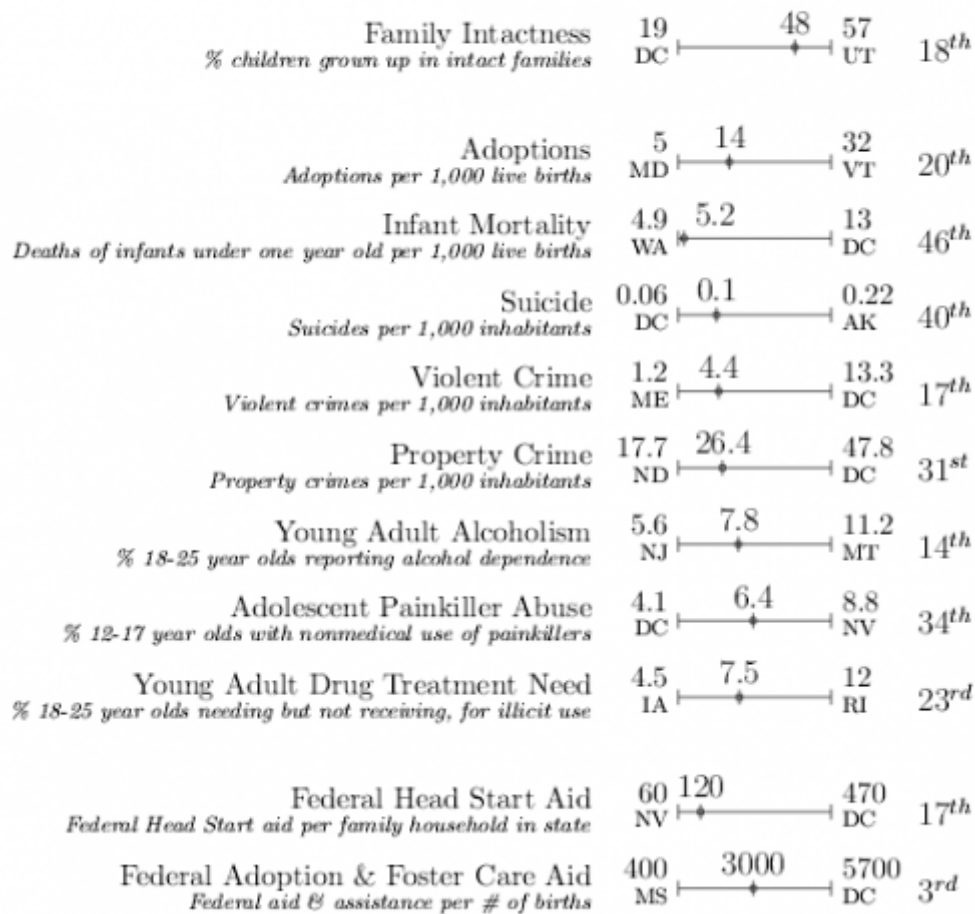 Family Intactness 19 48 57 18th
% children grown up in intact families DC UT
Adoptions 5 14 32 20th
Adoptions per 1,000 live births MD VT
Infant Mortality 4.9 5.2 13 46th
Deaths of infants under one year old per 1,000 live births WA DC
Suicide 0.06 0.1 0.22 40th
Suicides per 1,000 inhabitants DC AK
Violent Crime 1.2 4.4 13.3 17th
Violent crimes per 1,000 inhabitants ME DC
Property Crime 17.7 26.4 47.8 31st
Property crimes per 1,000 inhabitants ND DC
Young Adult Alcoholism 5.6 7.8 11.2 14th
% 18-25 year olds reporting alcohol dependence NJ MT
Adolescent Painkiller Abuse 4.1 6.4 8.8 34th
% 12-17 year olds with nonmedical use of painkillers DC NV
Young Adult Drug Treatment Need 4.5 7.5 12 23rd
% 18-25 year olds needing but not receiving, for illicit use IA RI
Federal Head Start Aid 60 120 470 17th
Federal Head Start aid per family household in state NV DC
Federal Adoption & Foster Care Aid 400 3000 5700 3rd
Federal aid & assistance per # of births MS DC